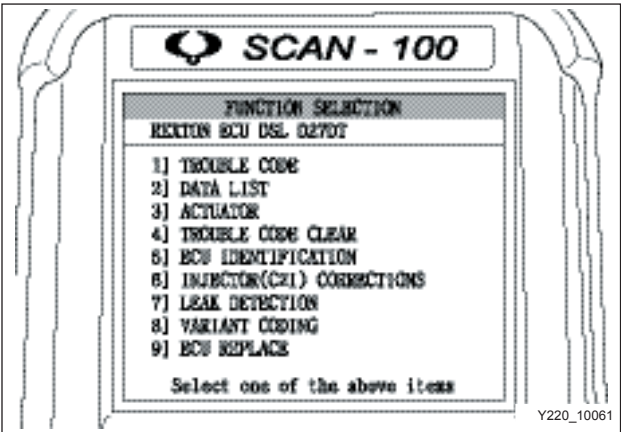 SCAN - 100
FUNCTION SELECTION
REXTON ECU DSL D27DT
1] TROUBLE CODE
2] DATA LIST
3] ACTUATOR
4] TROUBLE CODE CLEAR
5] ECU IDENTIFICATION
6] INJECTOR(C2I) CORRECTIONS
7] LEAK DETECTION
8] VARIANT CODING
9] ECU REPLACE
Select one of the above items
Y220_10061